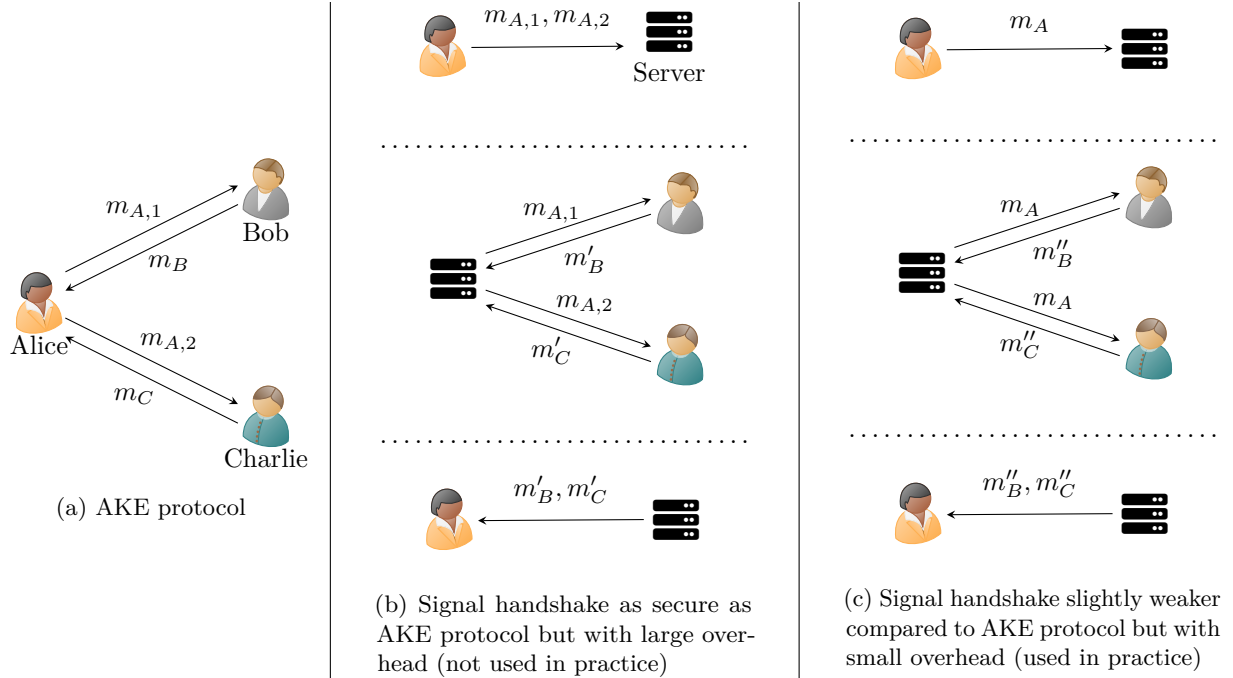 m_{A,1}
Bob
m_B
Alice
m_{A,2}
m_C
Charlie
(a) AKE protocol
m_{A,1}, m_{A,2}
Server
m_{A,1}
m'_B
m_{A,2}
m'_C
m'_B, m'_C
(b) Signal handshake as secure as
AKE protocol but with large over-
head (not used in practice)
m_A
m_A
m''_B
m_A
m''_C
m''_B, m''_C
(c) Signal handshake slightly weaker
compared to AKE protocol but with
small overhead (used in practice)